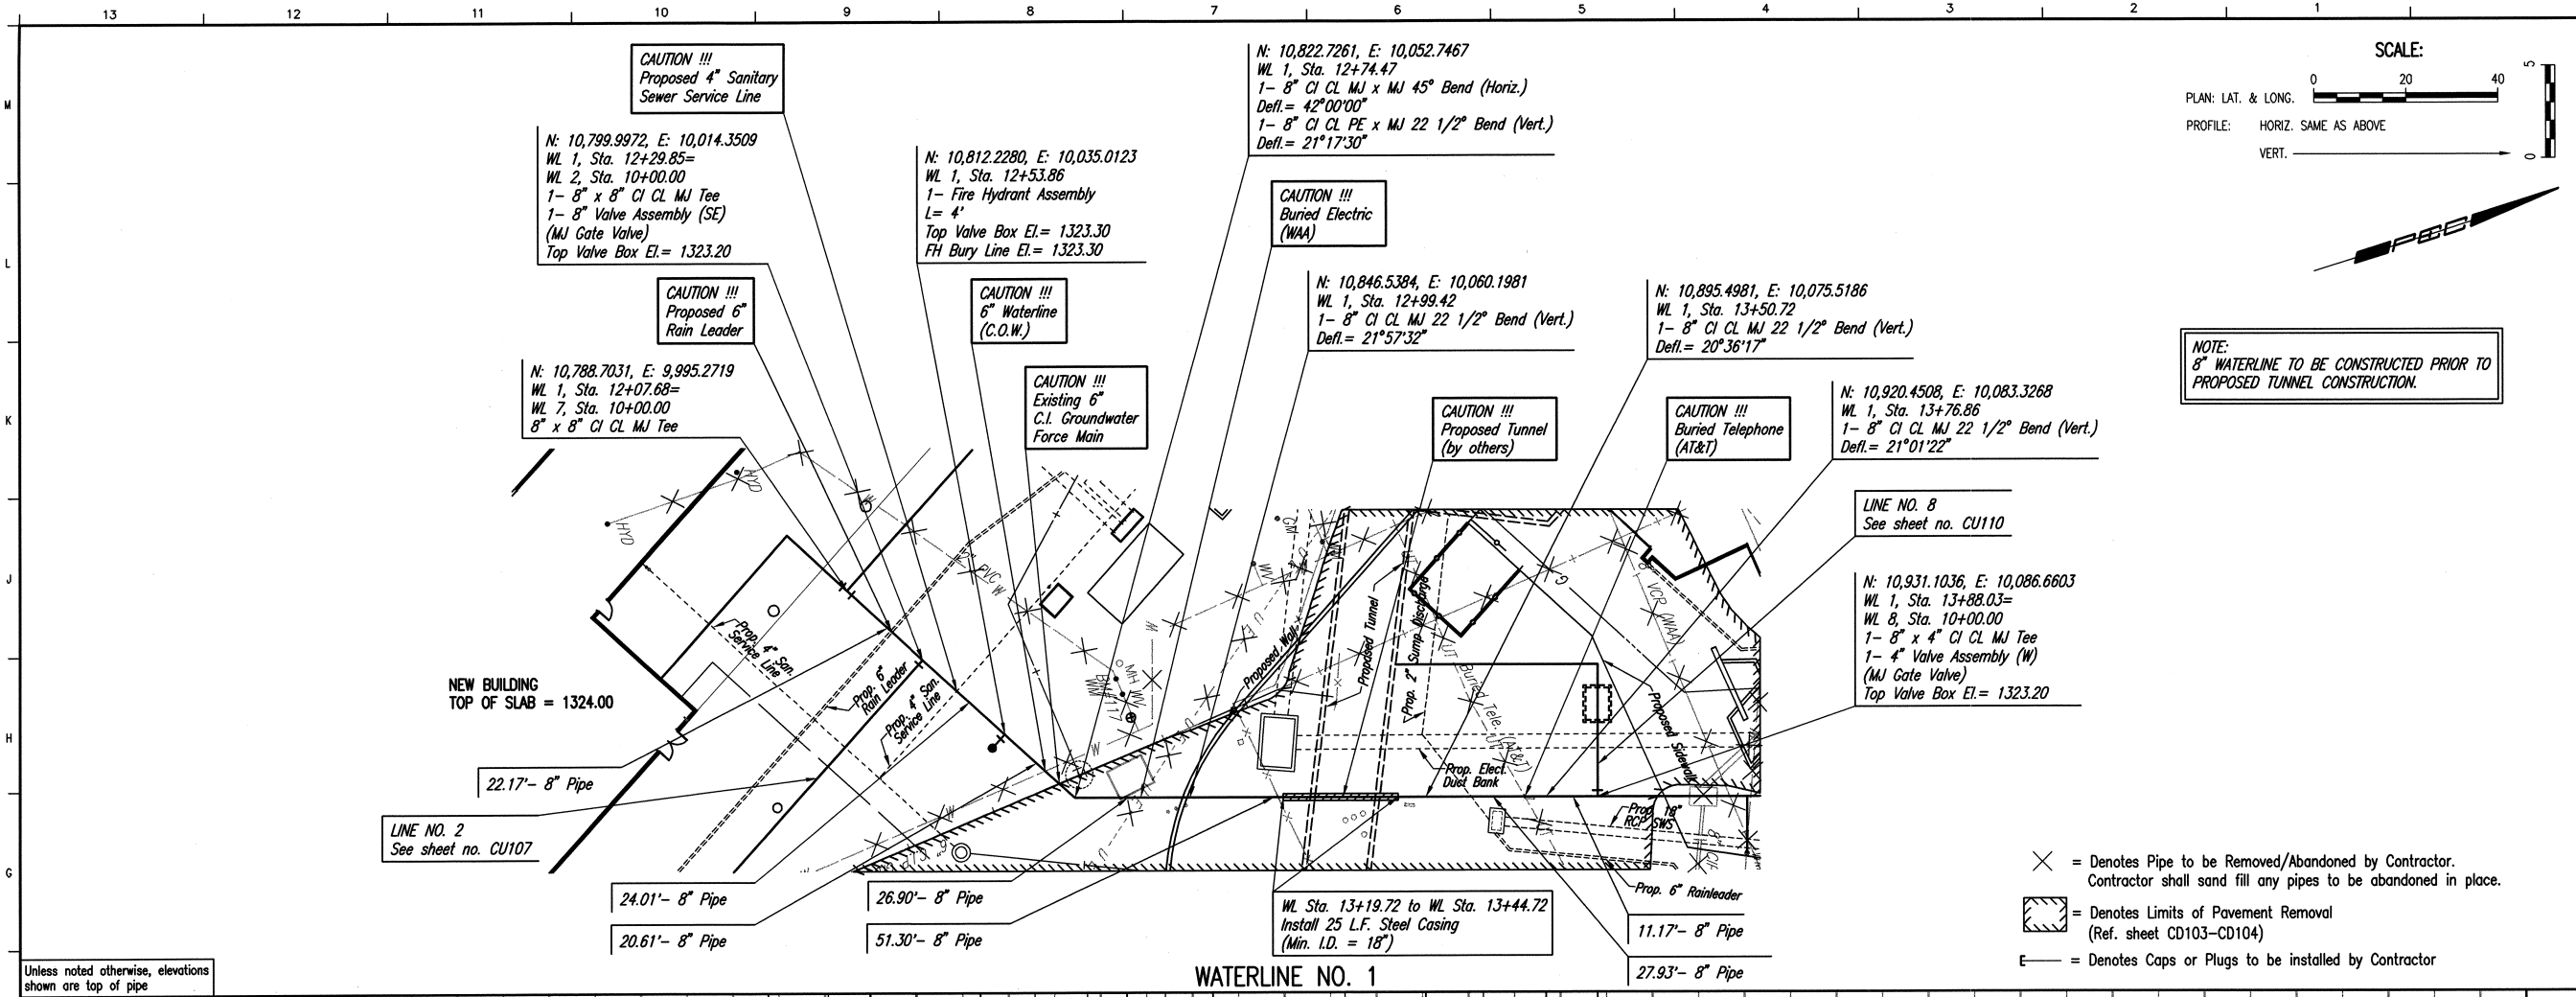 13 12 11 10 9 8 7 6 5 4 3 2 1
M
L
K
J
H
G
CAUTION !!!
Proposed 4" Sanitary
Sewer Service Line
N: 10,799.9972, E: 10,014.3509
WL 1, Sta. 12+29.85=
WL 2, Sta. 10+00.00
1- 8" x 8" CI CL MJ Tee
1- 8" Valve Assembly (SE)
(MJ Gate Valve)
Top Valve Box El.= 1323.20
CAUTION !!!
Proposed 6"
Rain Leader
N: 10,788.7031, E: 9,995.2719
WL 1, Sta. 12+07.68=
WL 7, Sta. 10+00.00
8" x 8" CI CL MJ Tee
N: 10,812.2280, E: 10,035.0123
WL 1, Sta. 12+53.86
1- Fire Hydrant Assembly
L= 4'
Top Valve Box El.= 1323.30
FH Bury Line El.= 1323.30
CAUTION !!!
6" Waterline
(C.O.W.)
CAUTION !!!
Existing 6"
C.I. Groundwater
Force Main
N: 10,822.7261, E: 10,052.7467
WL 1, Sta. 12+74.47
1- 8" CI CL MJ x MJ 45° Bend (Horiz.)
Defl.= 42°00'00"
1- 8" CI CL PE x MJ 22 1/2° Bend (Vert.)
Defl.= 21°17'30"
CAUTION !!!
Buried Electric
(WAA)
N: 10,846.5384, E: 10,060.1981
WL 1, Sta. 12+99.42
1- 8" CI CL MJ 22 1/2° Bend (Vert.)
Defl.= 21°57'32"
CAUTION !!!
Proposed Tunnel
(by others)
N: 10,895.4981, E: 10,075.5186
WL 1, Sta. 13+50.72
1- 8" CI CL MJ 22 1/2° Bend (Vert.)
Defl.= 20°36'17"
CAUTION !!!
Buried Telephone
(AT&T)
N: 10,920.4508, E: 10,083.3268
WL 1, Sta. 13+76.86
1- 8" CI CL MJ 22 1/2° Bend (Vert.)
Defl.= 21°01'22"
LINE NO. 8
See sheet no. CU110
N: 10,931.1036, E: 10,086.6603
WL 1, Sta. 13+88.03=
WL 8, Sta. 10+00.00
1- 8" x 4" CI CL MJ Tee
1- 4" Valve Assembly (W)
(MJ Gate Valve)
Top Valve Box El.= 1323.20
SCALE:
0 20 40
PLAN: LAT. & LONG.
PROFILE: HORIZ. SAME AS ABOVE
VERT.
5
0
PEC
NOTE:
8" WATERLINE TO BE CONSTRUCTED PRIOR TO
PROPOSED TUNNEL CONSTRUCTION.
NEW BUILDING
TOP OF SLAB = 1324.00
HYD
HYD
PVC W
Prop. 4" San.
Service Line
Prop. 6"
Rain Leader
Prop. 4" San.
Service Line
MH
Proposed Wall
Proposed Tunnel
Prop. 2" Sump Discharge
Buried Tele. (AT&T)
VCP (WAA)
Prop. Elect.
Duct Bank
Proposed Sidewalk
Prop. 18"
RCP SWS
Prop. 6" Rainleader
22.17'- 8" Pipe
LINE NO. 2
See sheet no. CU107
24.01'- 8" Pipe
20.61'- 8" Pipe
26.90'- 8" Pipe
51.30'- 8" Pipe
WL Sta. 13+19.72 to WL Sta. 13+44.72
Install 25 L.F. Steel Casing
(Min. I.D. = 18")
11.17'- 8" Pipe
27.93'- 8" Pipe
= Denotes Pipe to be Removed/Abandoned by Contractor.
Contractor shall sand fill any pipes to be abandoned in place.
= Denotes Limits of Pavement Removal
(Ref. sheet CD103-CD104)
= Denotes Caps or Plugs to be installed by Contractor
Unless noted otherwise, elevations
shown are top of pipe
WATERLINE NO. 1